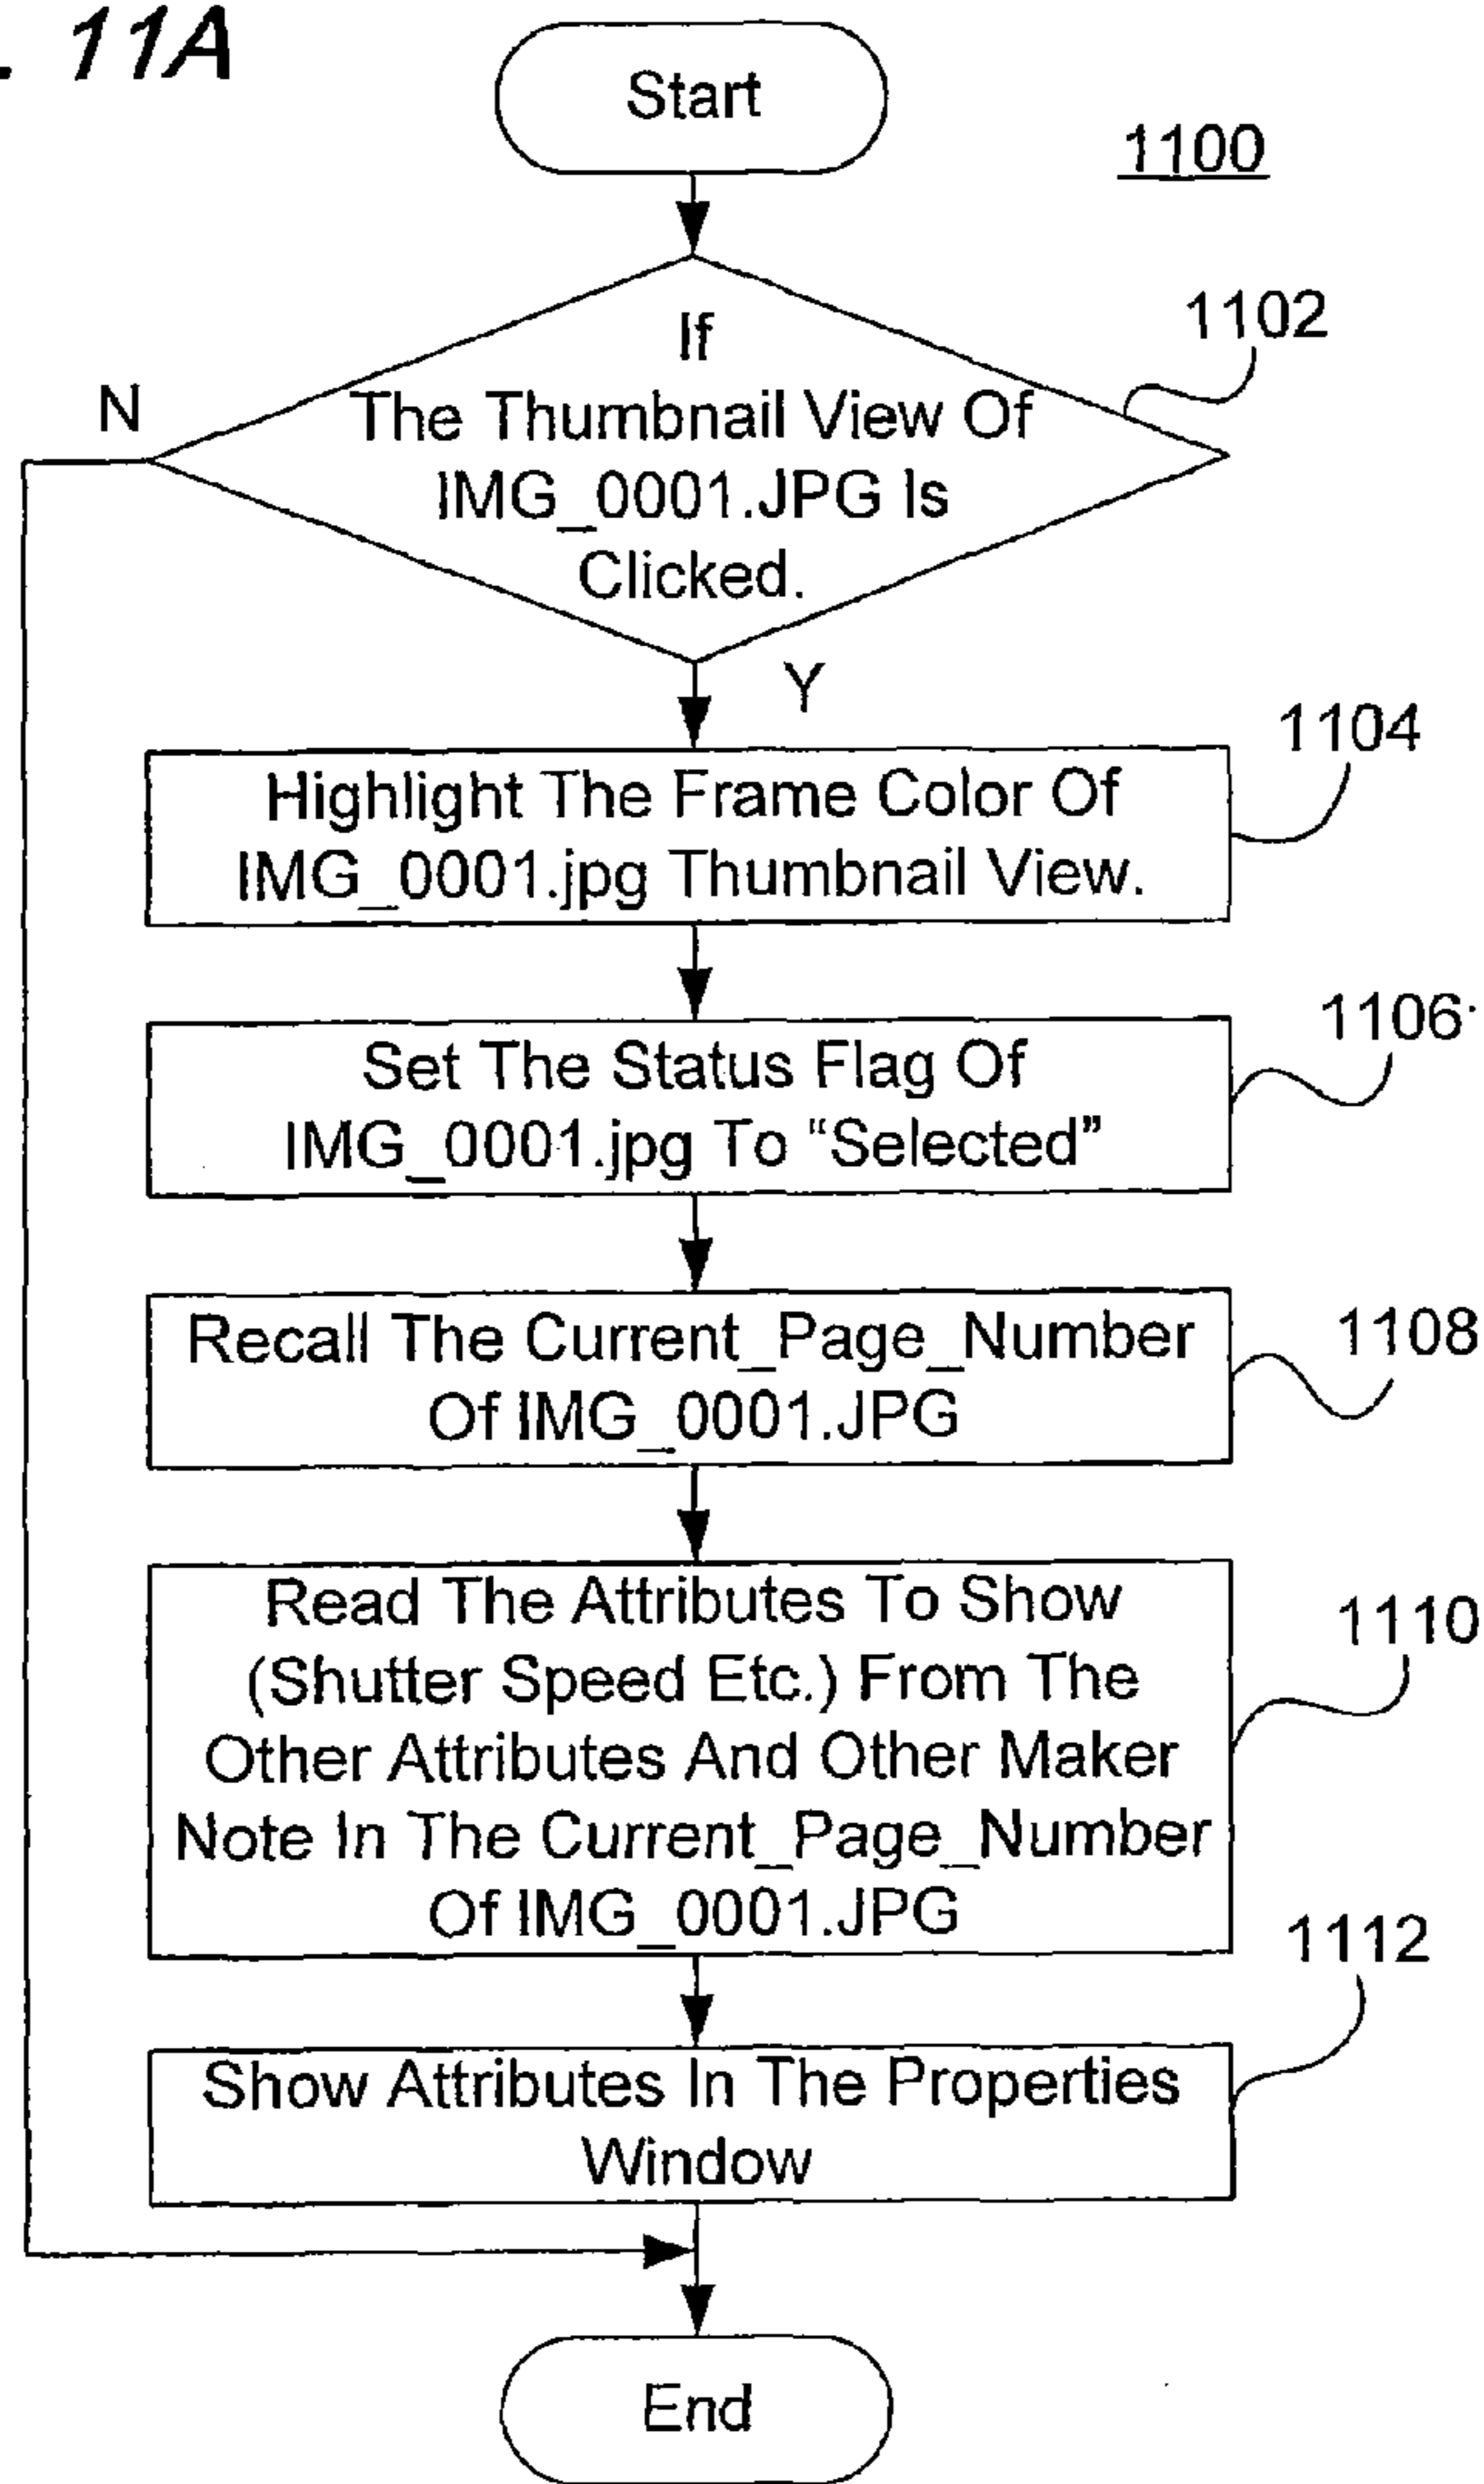 . 11A
Start
1100
If
The Thumbnail View Of
IMG_0001.JPG Is
Clicked.
1102
N
Y
Highlight The Frame Color Of
IMG_0001.jpg Thumbnail View.
1104
Set The Status Flag Of
IMG_0001.jpg To “Selected”
1106
Recall The Current_Page_Number
Of IMG_0001.JPG
1108
Read The Attributes To Show
(Shutter Speed Etc.) From The
Other Attributes And Other Maker
Note In The Current_Page_Number
Of IMG_0001.JPG
1110
Show Attributes In The Properties
Window
1112
End